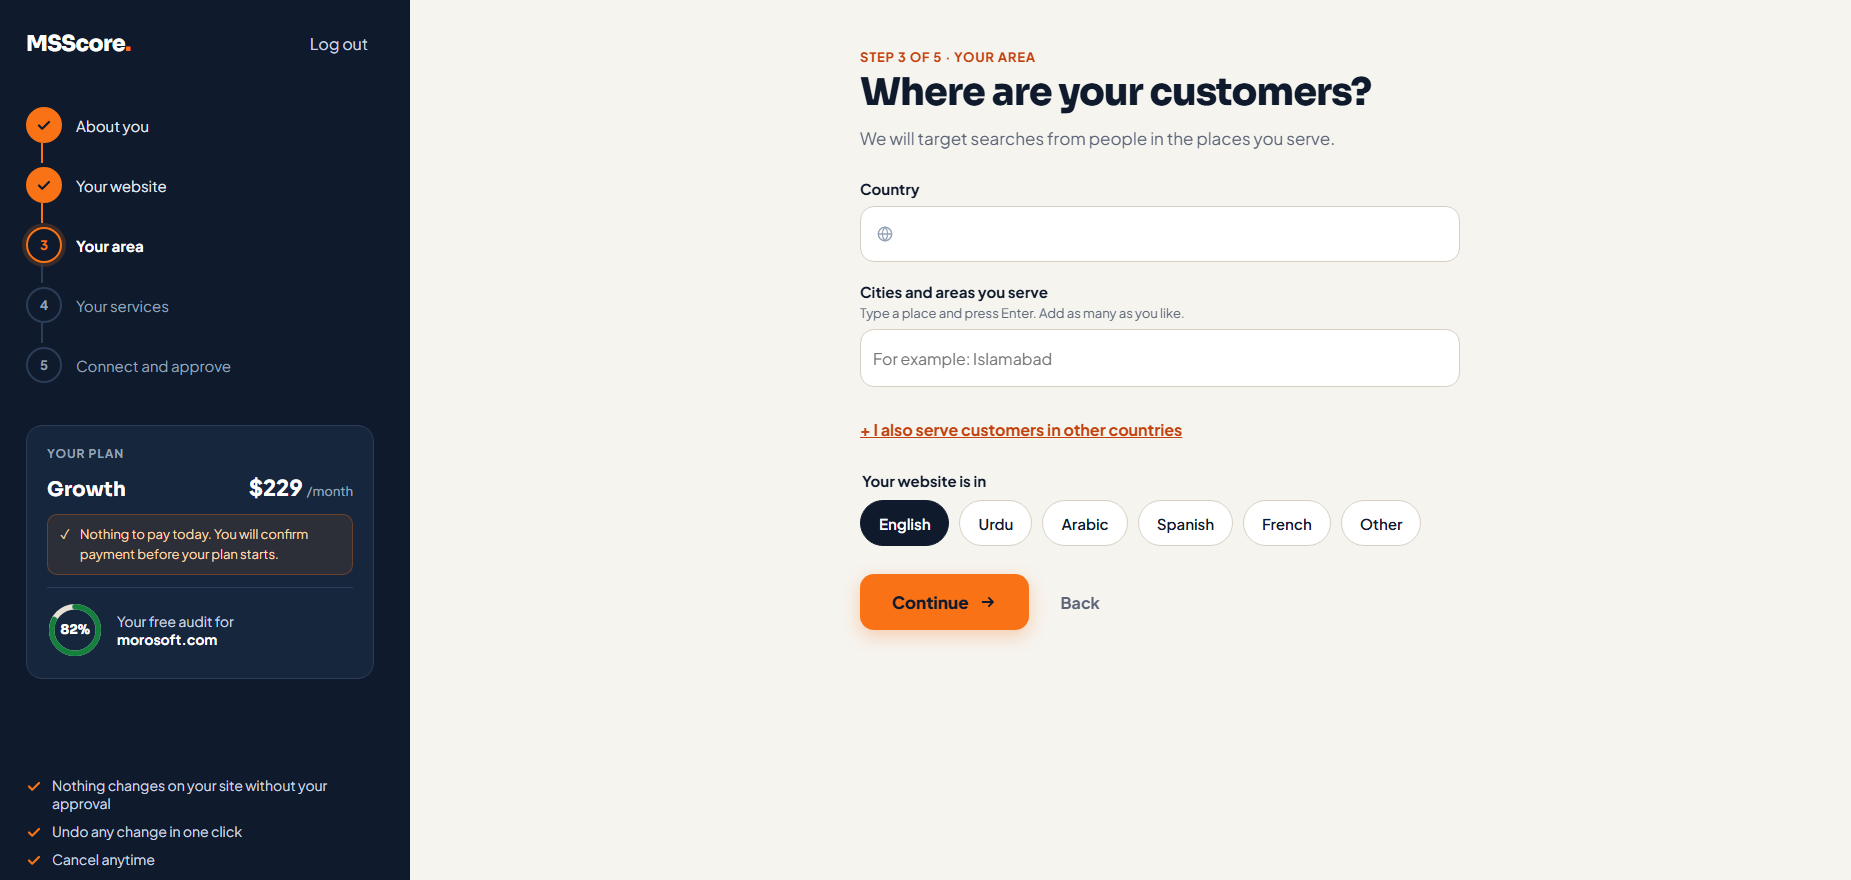 MSScore.
Log out
About you
Your website
3
Your area
4
Your services
5
Connect and approve
YOUR PLAN
Growth
$229 /month
✓ Nothing to pay today. You will confirm
payment before your plan starts.
82%
Your free audit for
morosoft.com
Nothing changes on your site without your
approval
Undo any change in one click
Cancel anytime
STEP 3 OF 5 · YOUR AREA
Where are your customers?
We will target searches from people in the places you serve.
Country
Cities and areas you serve
Type a place and press Enter. Add as many as you like.
For example: Islamabad
+ I also serve customers in other countries
Your website is in
English Urdu Arabic Spanish French Other
Continue → Back